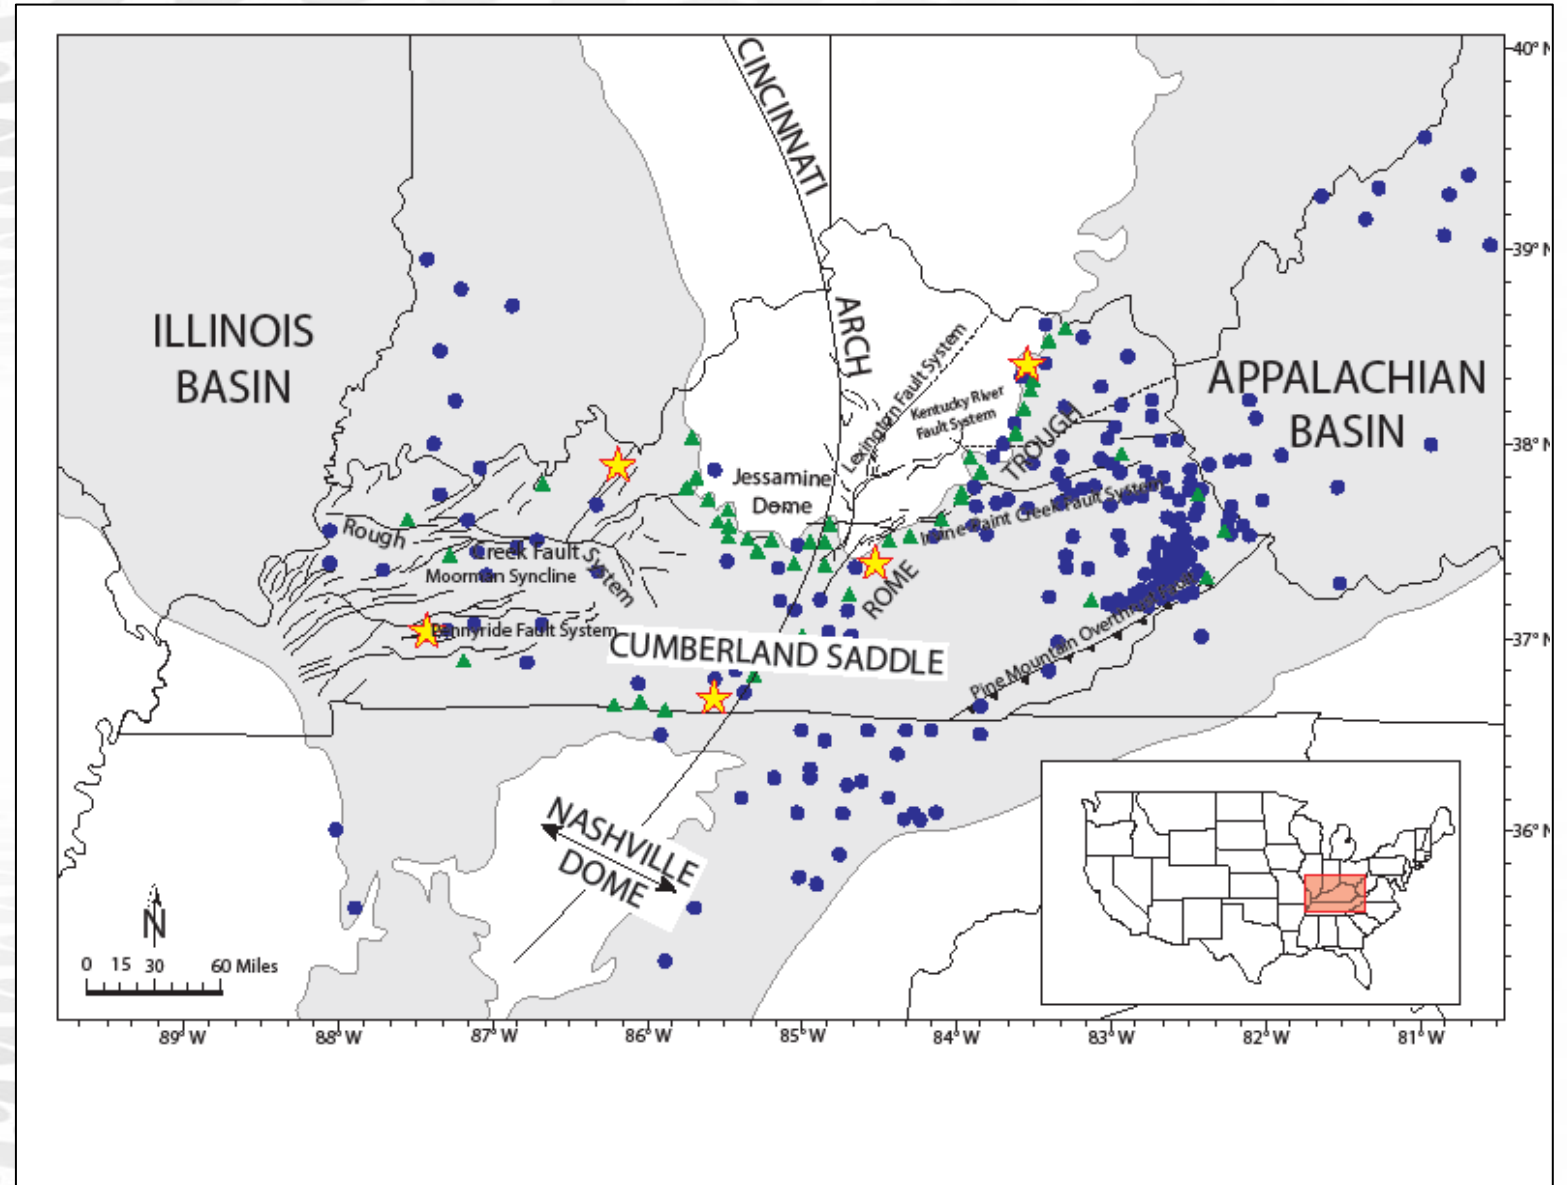 CINCINNATI
ARCH
40° N
39°N
38°N
37°N
36°N
ILLINOIS
BASIN
APPALACHIAN
BASIN
Lexington Fault System
Kentucky River
Fault System
TROUGH
Jessamine
Dome
Irvine Paint Creek Fault System
Rough
Creek Fault
System
Moorman Syncline
ROME
Pennyride Fault System
CUMBERLAND SADDLE
Pine Mountain Overthrust Fault
NASHVILLE
DOME
N
0 15 30 60 Miles
89°W 88°W 87°W 86°W 85°W 84°W 83°W 82°W 81°W